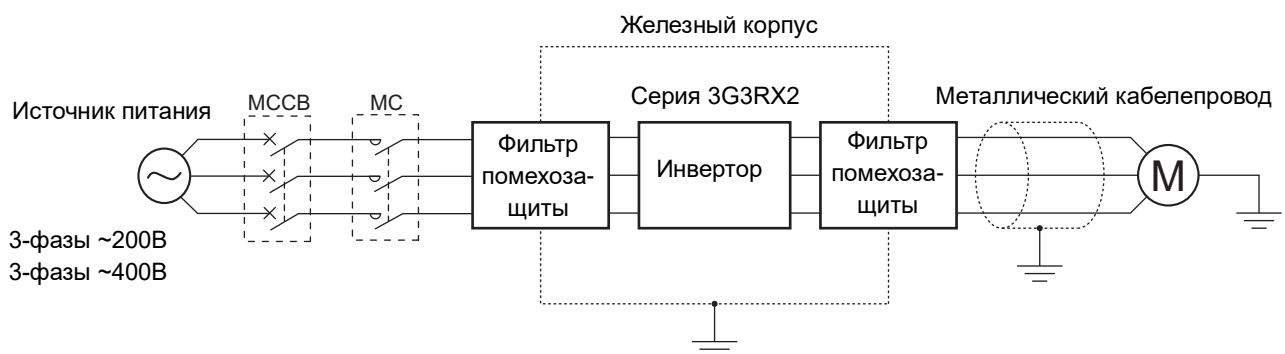 Железный корпус
Источник питания
MCCB
MC
Серия 3G3RX2
Металлический кабелепровод
Фильтр
помехоза-
щиты
Инвертор
Фильтр
помехоза-
щиты
M
3-фазы ~200В
3-фазы ~400В